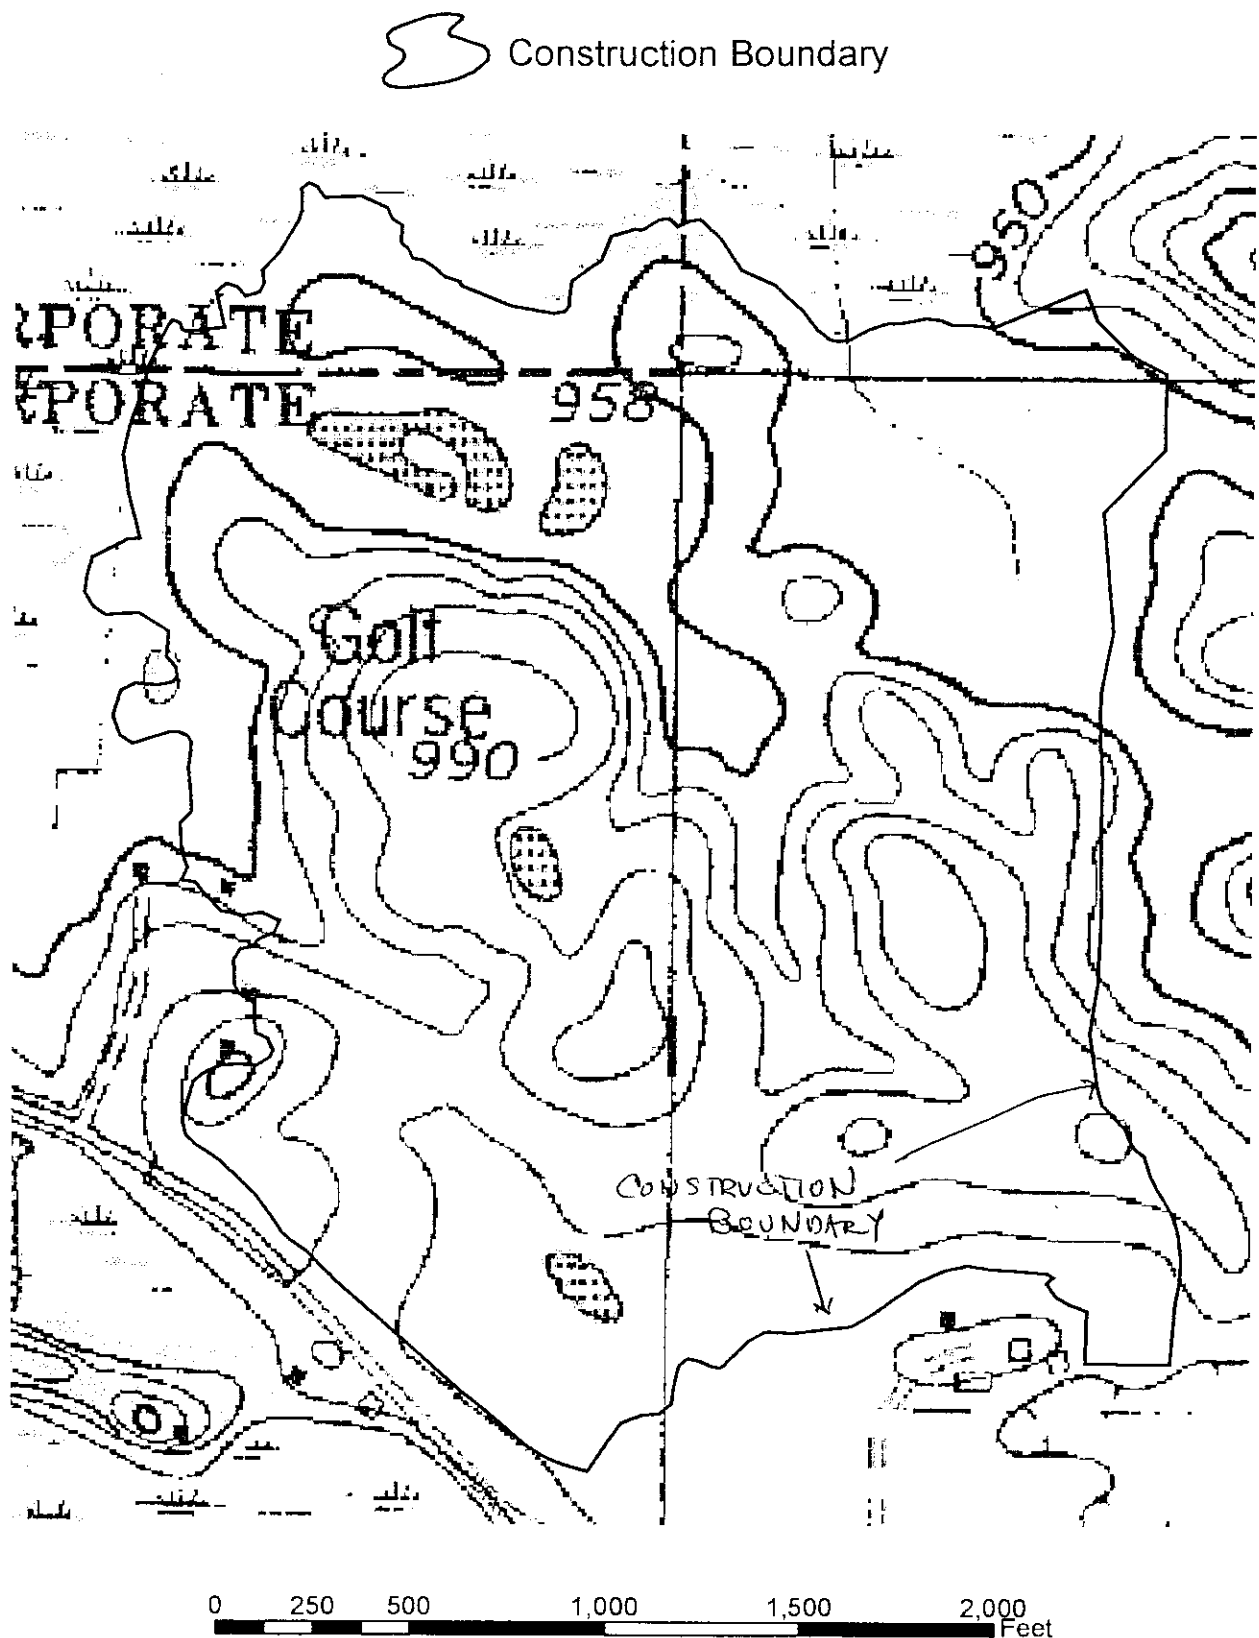 Construction Boundary
950
RPORATE
RPORATE
958
Golf
Course
990
CONSTRUCTION
BOUNDARY
0 250 500 1,000 1,500 2,000
Feet